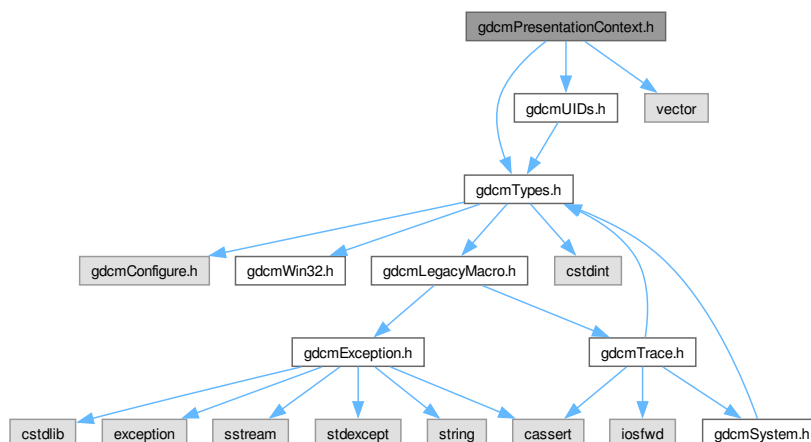 gdcmPresentationContext.h
gdcmUIDs.h
vector
gdcmTypes.h
gdcmConfigure.h
gdcmWin32.h
gdcmLegacyMacro.h
cstdint
gdcmException.h
gdcmTrace.h
cstdlib
exception
sstream
stdexcept
string
cassert
iosfwd
gdcmSystem.h